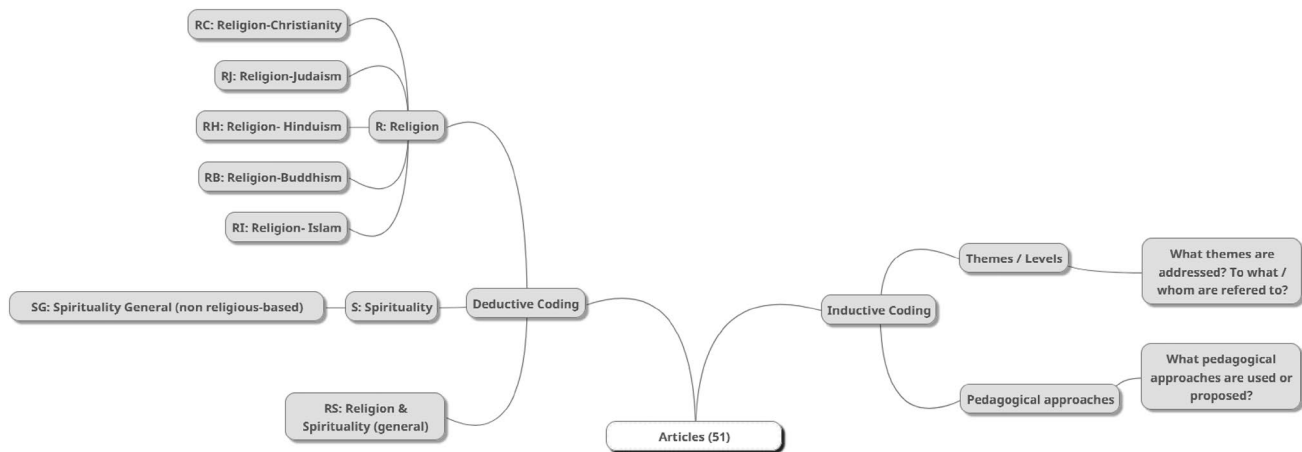 RC: Religion-Christianity
RJ: Religion-Judaism
RH: Religion- Hinduism
R: Religion
RB: Religion-Buddhism
RI: Religion- Islam
SG: Spirituality General (non religious-based)
S: Spirituality
Deductive Coding
RS: Religion &
Spirituality (general)
Articles (51)
Inductive Coding
Themes / Levels
What themes are
addressed? To what /
whom are refered to?
Pedagogical approaches
What pedagogical
approaches are used or
proposed?